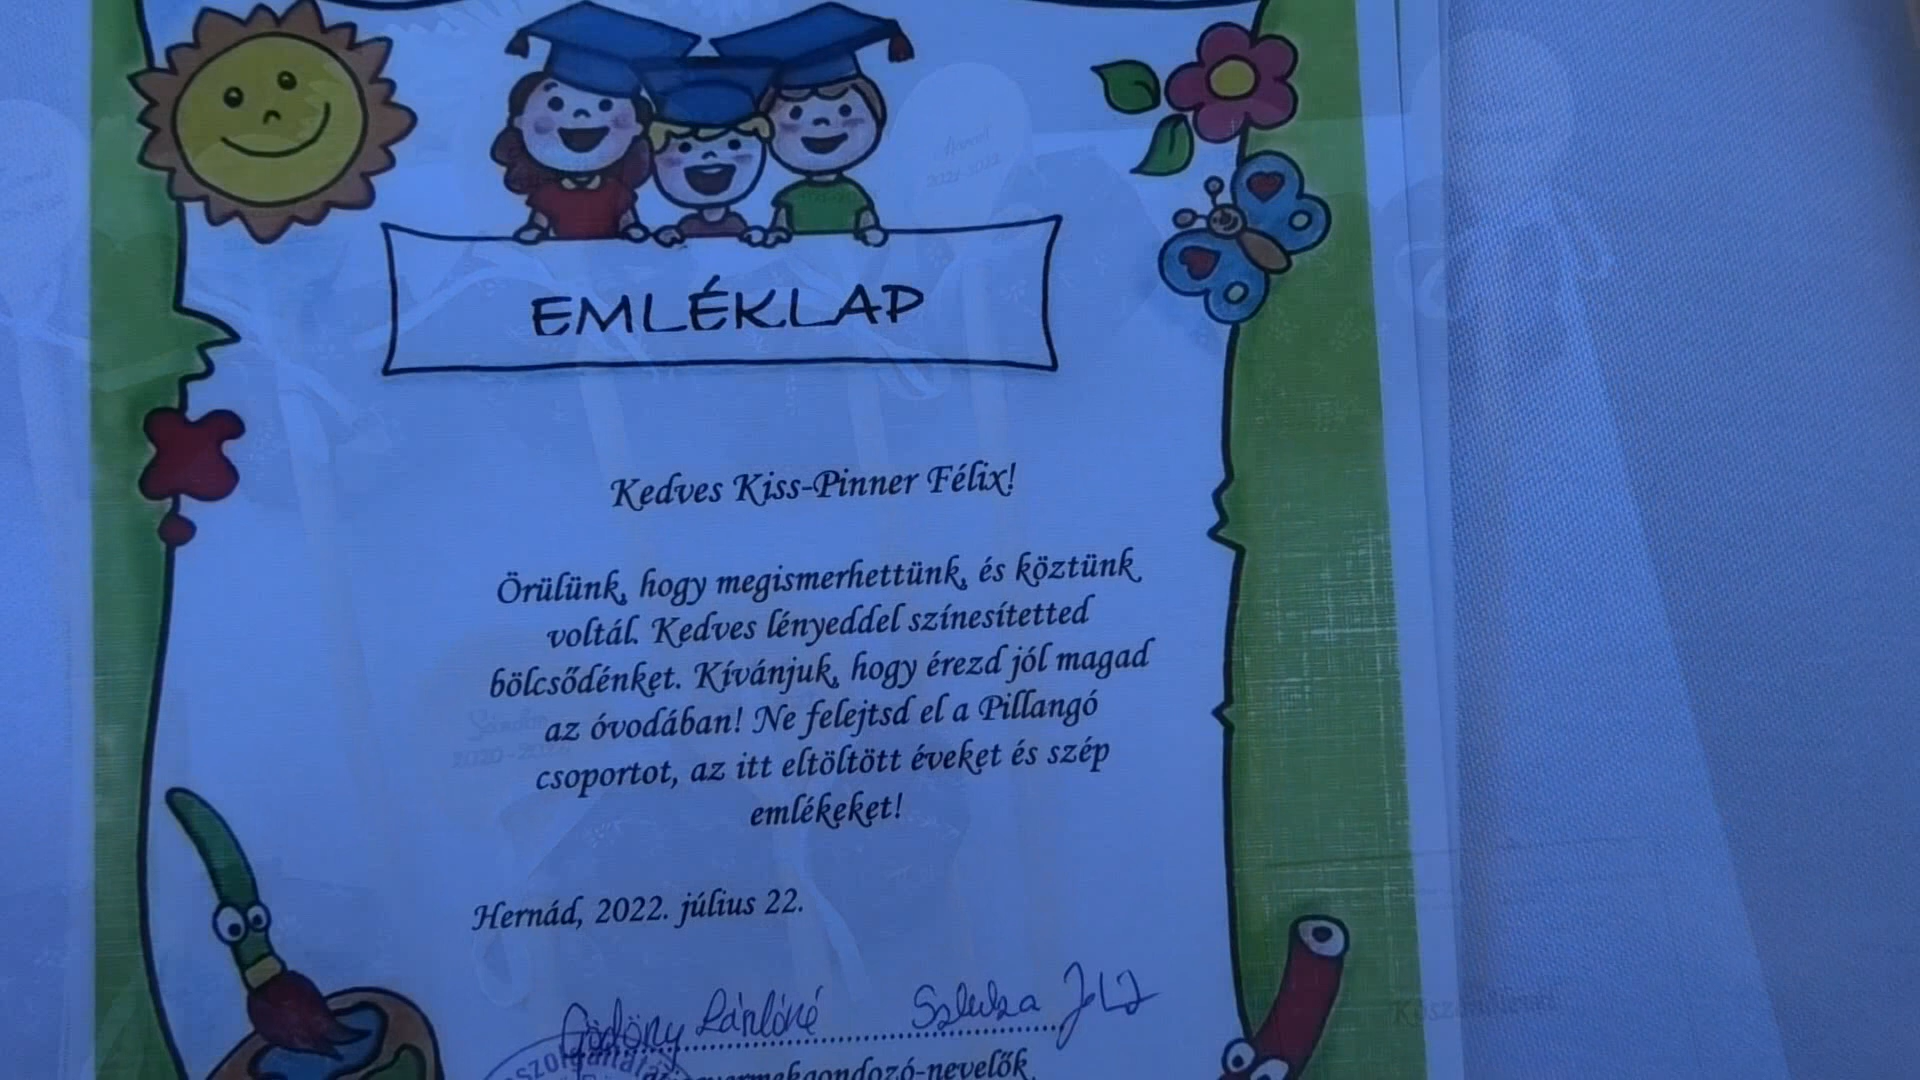 EMLÉKLAP
Kedves Kiss-Pinner Félix!
Örülünk, hogy megismerhettünk, és köztünk
voltál. Kedves lényeddel színesítetted
bölcsődénket. Kívánjuk, hogy érezd jól magad
az óvodában! Ne felejtsd el a Pillangó
csoportot, az itt eltöltött éveket és szép
emlékeket!
Hernád, 2022. július 22.